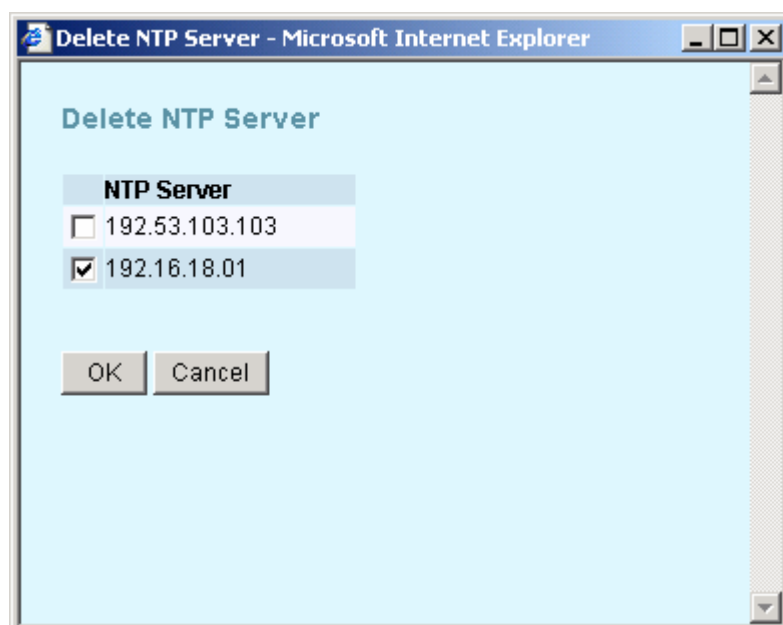 Delete NTP Server - Microsoft Internet Explorer
Delete NTP Server
NTP Server
192.53.103.103
192.16.18.01
OK Cancel